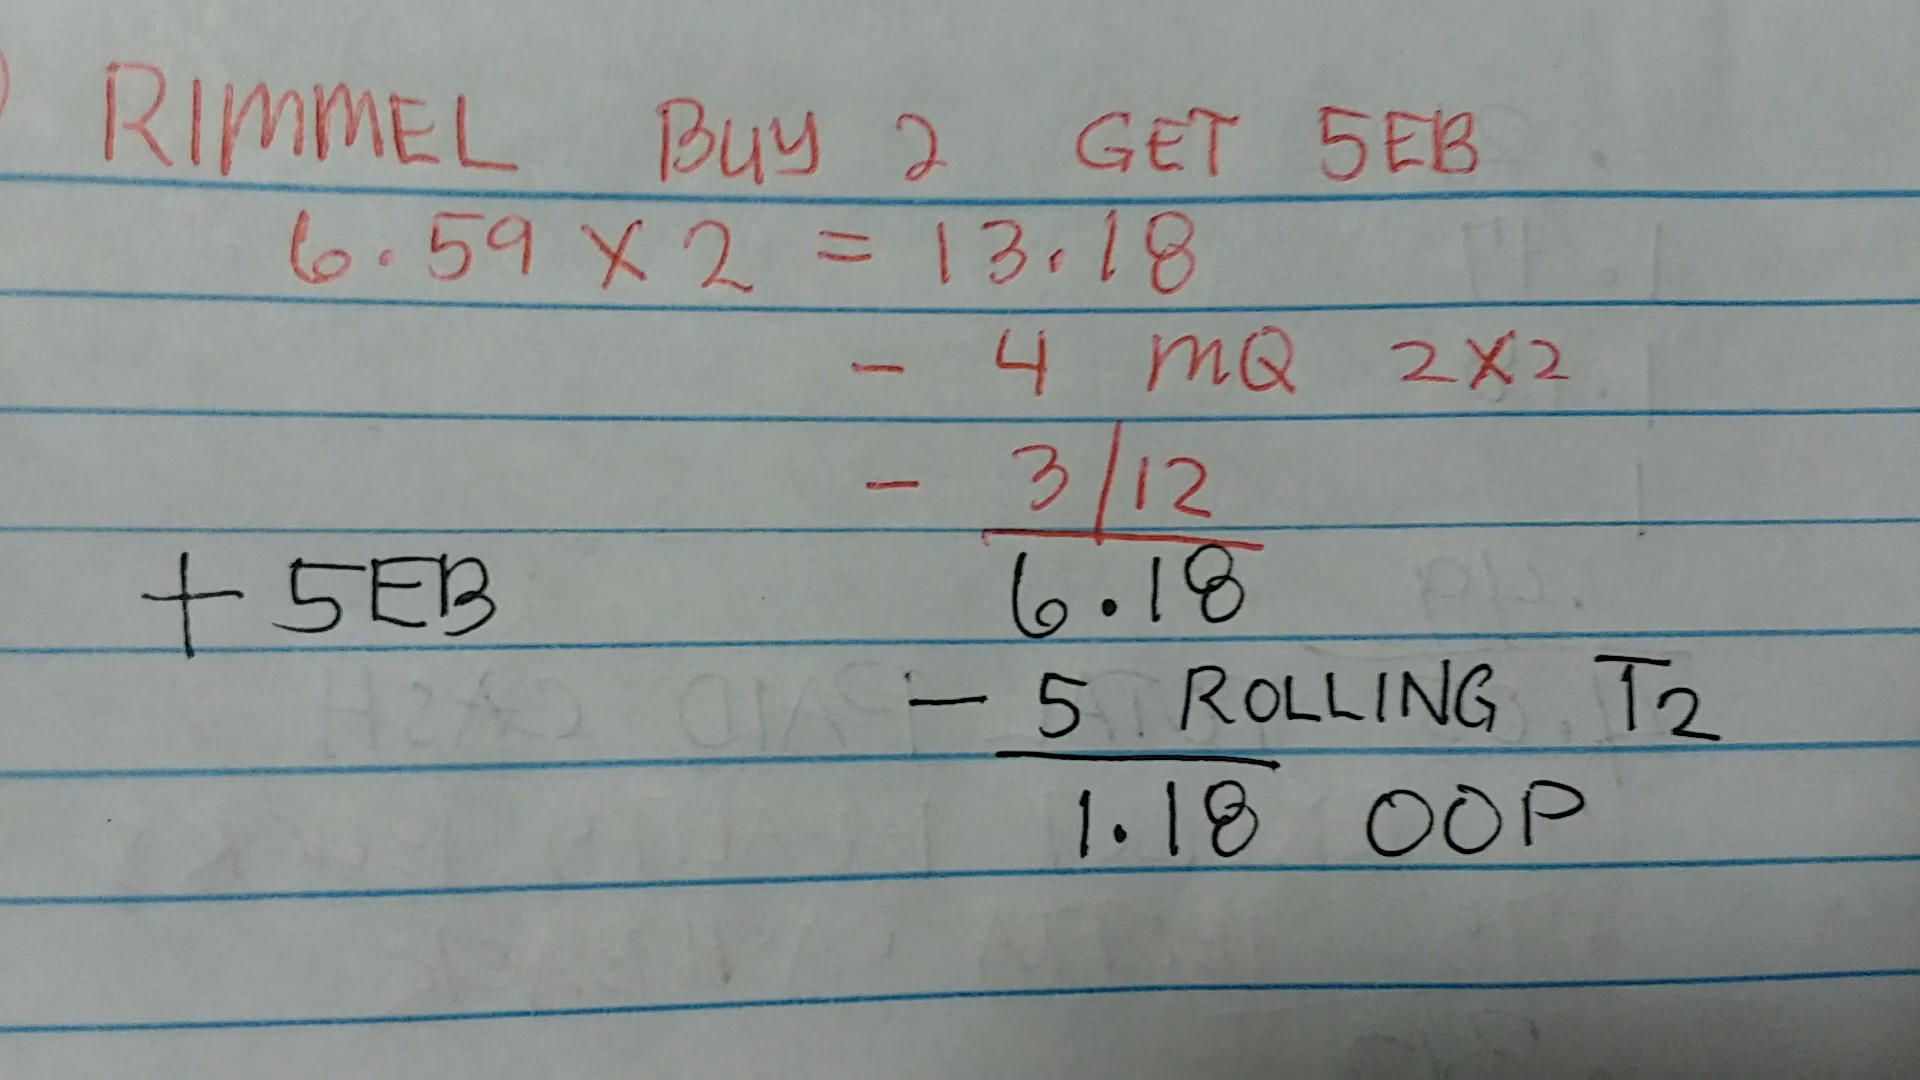 RIMMEL BUY 2 GET 5EB
6.59 X 2 = 13.18
- 4 MQ 2X2
- 3/12
+ 5EB 6.18
- 5 ROLLING T2
1.18 OOP